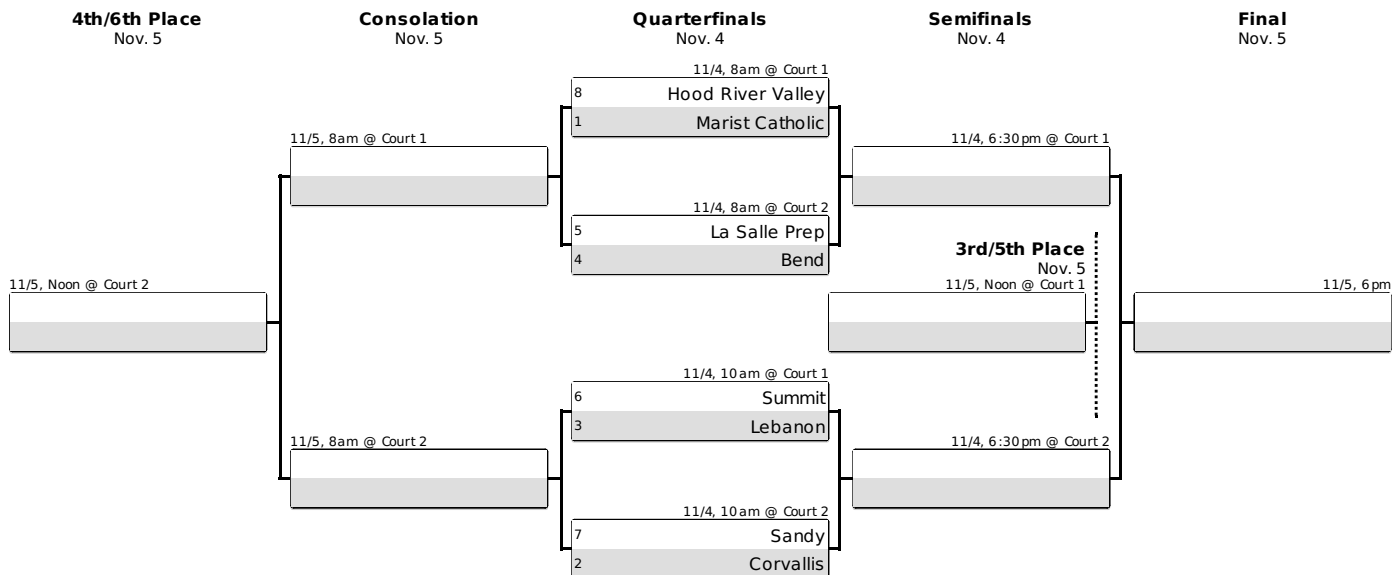 4th/6th Place
Nov. 5
Consolation
Nov. 5
Quarterfinals
Nov. 4
Semifinals
Nov. 4
Final
Nov. 5
11/4, 8am @ Court 1
8 Hood River Valley
1 Marist Catholic
11/5, 8am @ Court 1
11/4, 6:30pm @ Court 1
11/4, 8am @ Court 2
5 La Salle Prep
4 Bend
3rd/5th Place
Nov. 5
11/5, Noon @ Court 2
11/5, Noon @ Court 1
11/5, 6pm
11/4, 10am @ Court 1
6 Summit
3 Lebanon
11/5, 8am @ Court 2
11/4, 6:30pm @ Court 2
11/4, 10am @ Court 2
7 Sandy
2 Corvallis